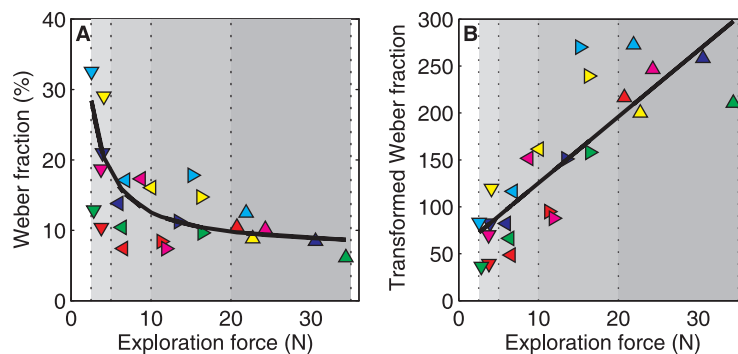 A
Weber fraction (%)
40
30
20
10
0
0 10 20 30
Exploration force (N)
B
Transformed Weber fraction
300
250
200
150
100
50
0
0 10 20 30
Exploration force (N)